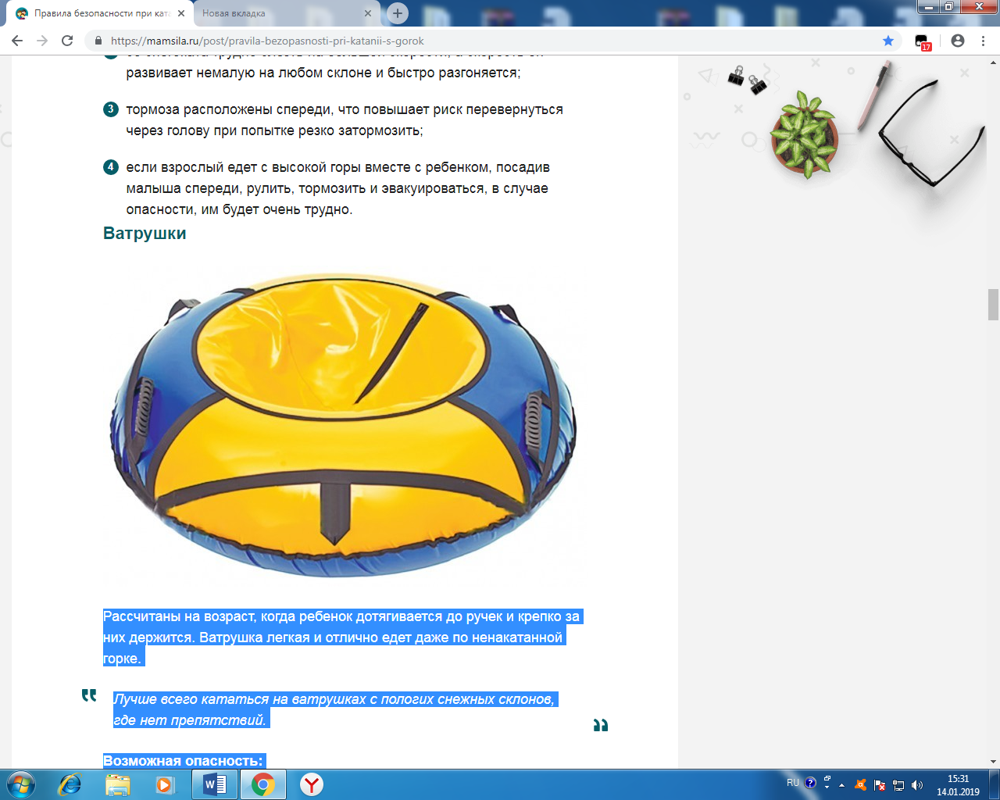 Правила безопасности при ката
Новая вкладка
https://mamsila.ru/post/pravila-bezopasnosti-pri-katanii-s-gorok
17
развивает немалую на любом склоне и быстро разгоняется;
3 тормоза расположены спереди, что повышает риск перевернуться
через голову при попытке резко затормозить;
4 если взрослый едет с высокой горы вместе с ребенком, посадив
малыша спереди, рулить, тормозить и эвакуироваться, в случае
опасности, им будет очень трудно.
Ватрушки
Рассчитаны на возраст, когда ребенок дотягивается до ручек и крепко за
них держится. Ватрушка легкая и отлично едет даже по ненакатанной
горке.
Лучше всего кататься на ватрушках с пологих снежных склонов,
где нет препятствий.
Возможная опасность:
RU
15:31
14.01.2019